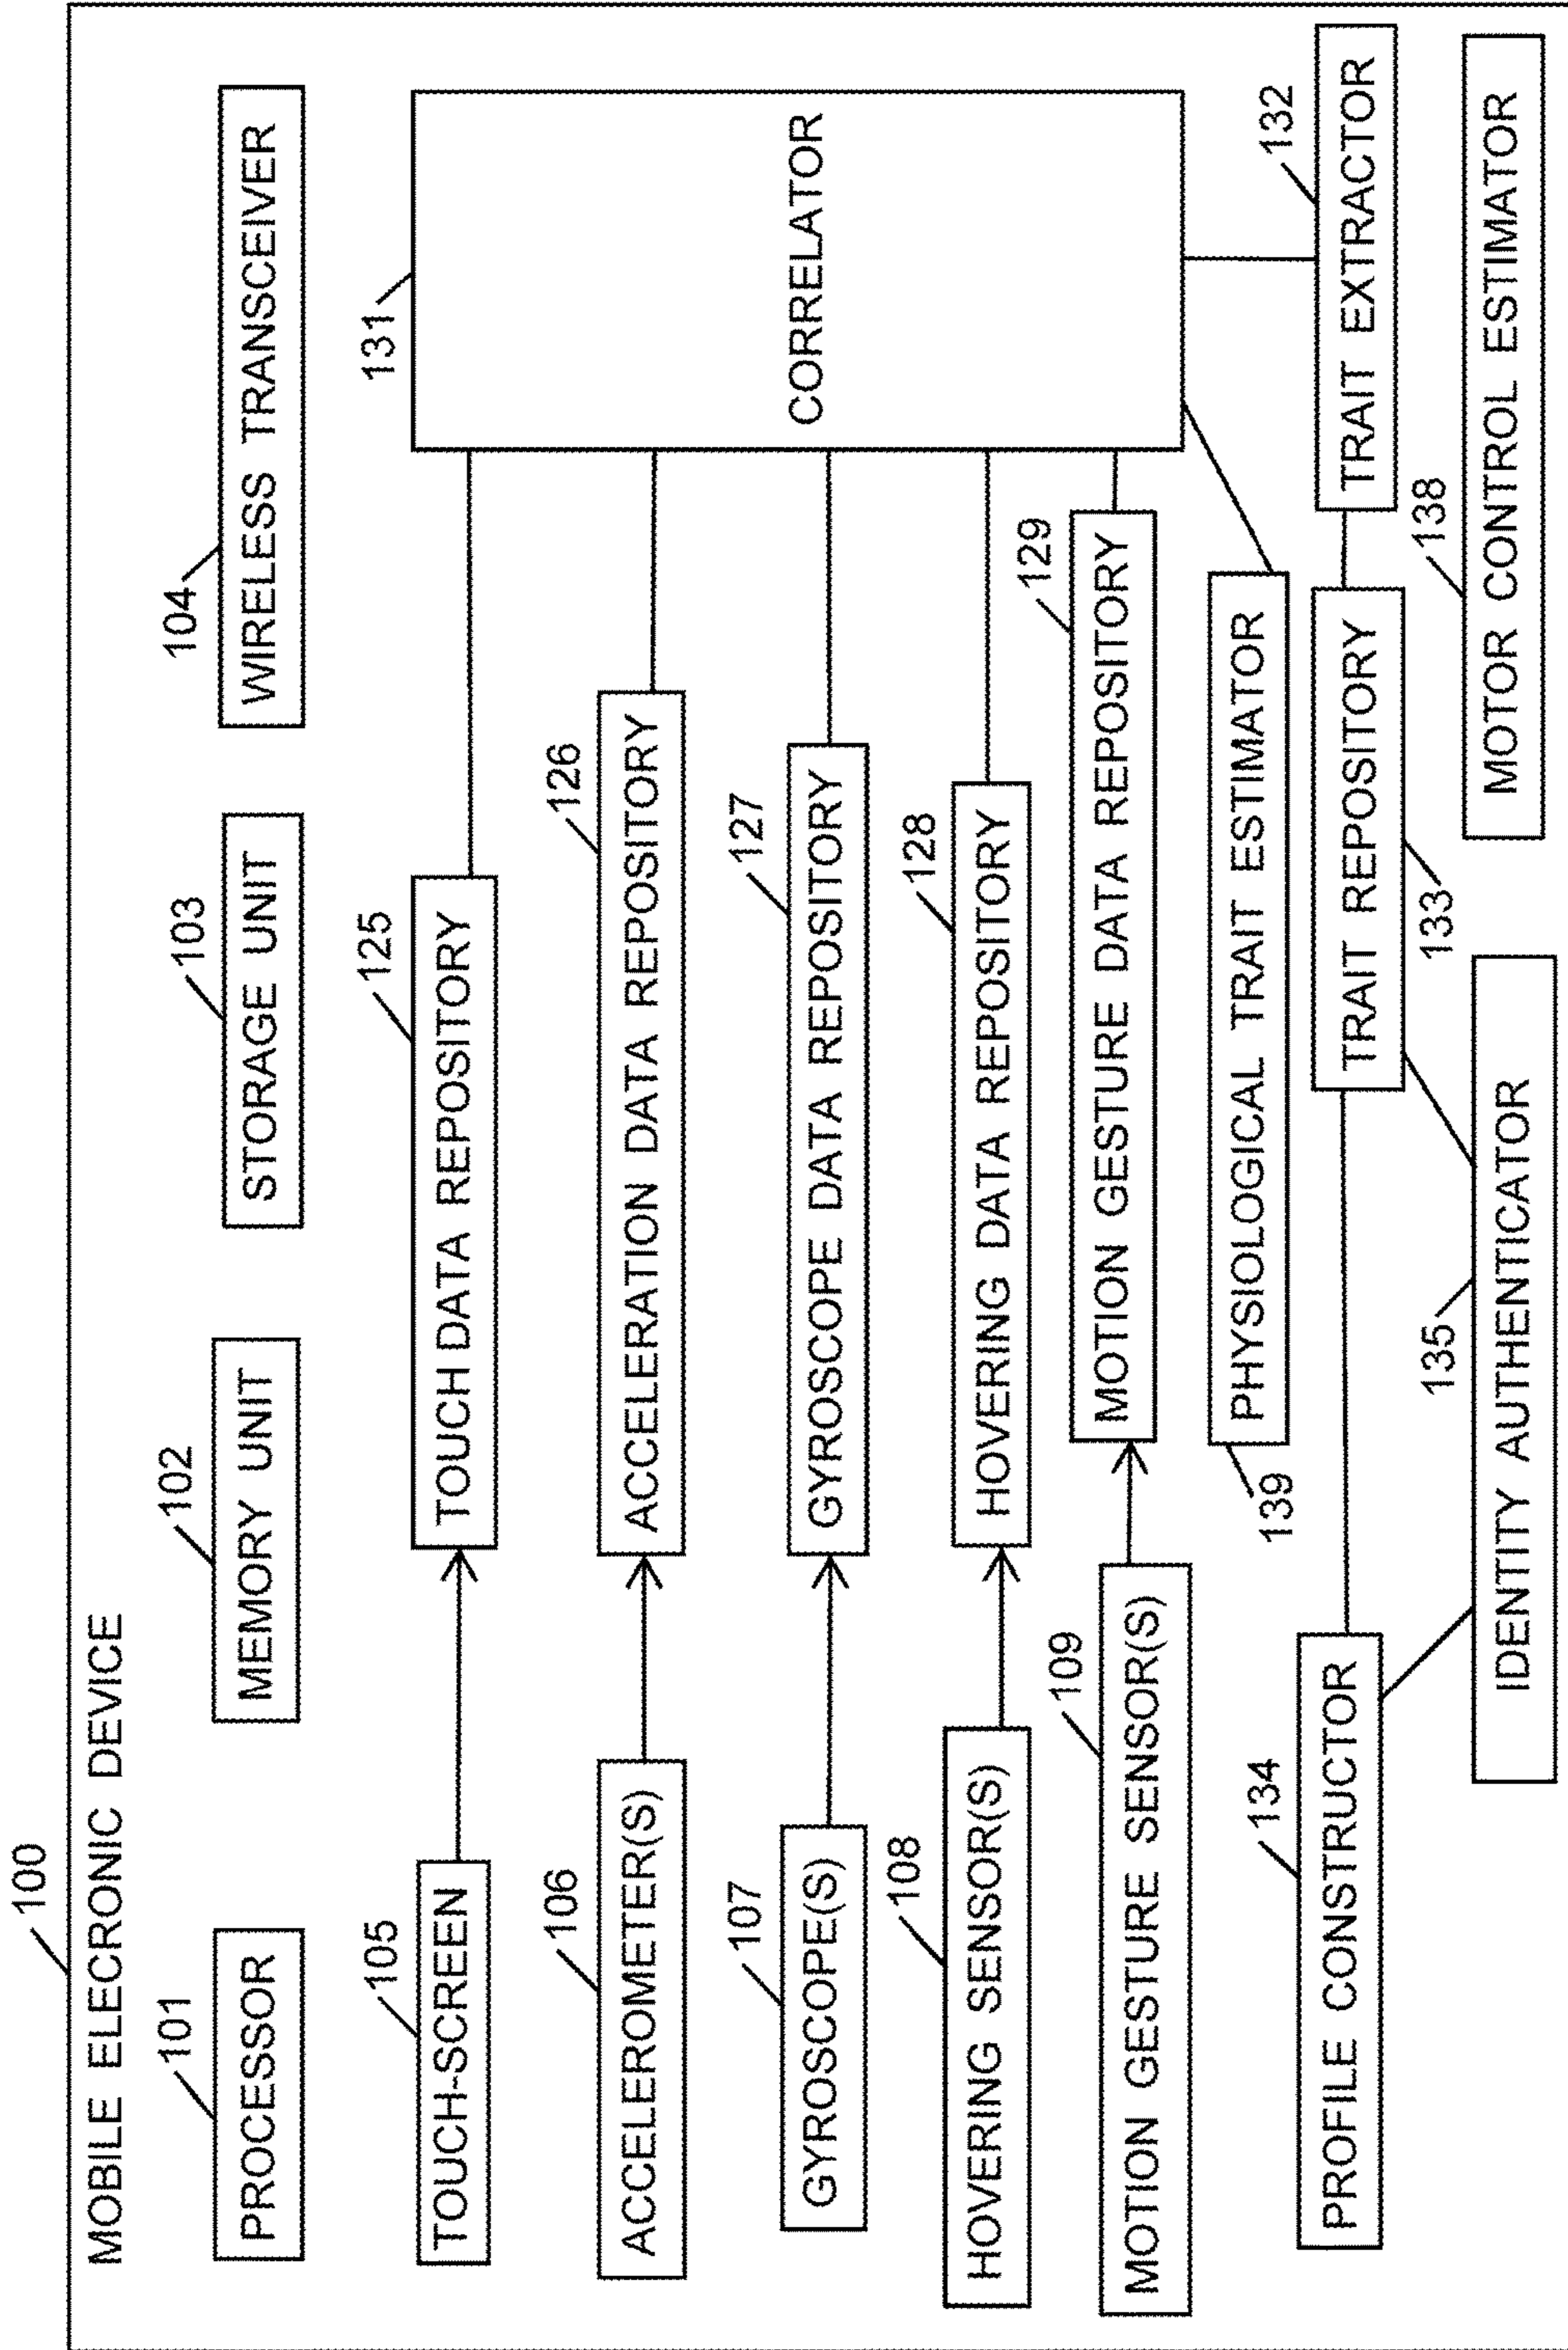 100
MOBILE ELECRONIC DEVICE
101
102
103
104
PROCESSOR
MEMORY UNIT
STORAGE UNIT
WIRELESS TRANSCEIVER
105
125
131
TOUCH-SCREEN
TOUCH DATA REPOSITORY
CORRELATOR
106
126
ACCELEROMETER(S)
ACCELERATION DATA REPOSITORY
107
127
GYROSCOPE(S)
GYROSCOPE DATA REPOSITORY
108
128
HOVERING SENSOR(S)
HOVERING DATA REPOSITORY
109
129
MOTION GESTURE SENSOR(S)
MOTION GESTURE DATA REPOSITORY
139
PHYSIOLOGICAL TRAIT ESTIMATOR
134
132
PROFILE CONSTRUCTOR
TRAIT REPOSITORY
TRAIT EXTRACTOR
135
133
138
IDENTITY AUTHENTICATOR
MOTOR CONTROL ESTIMATOR